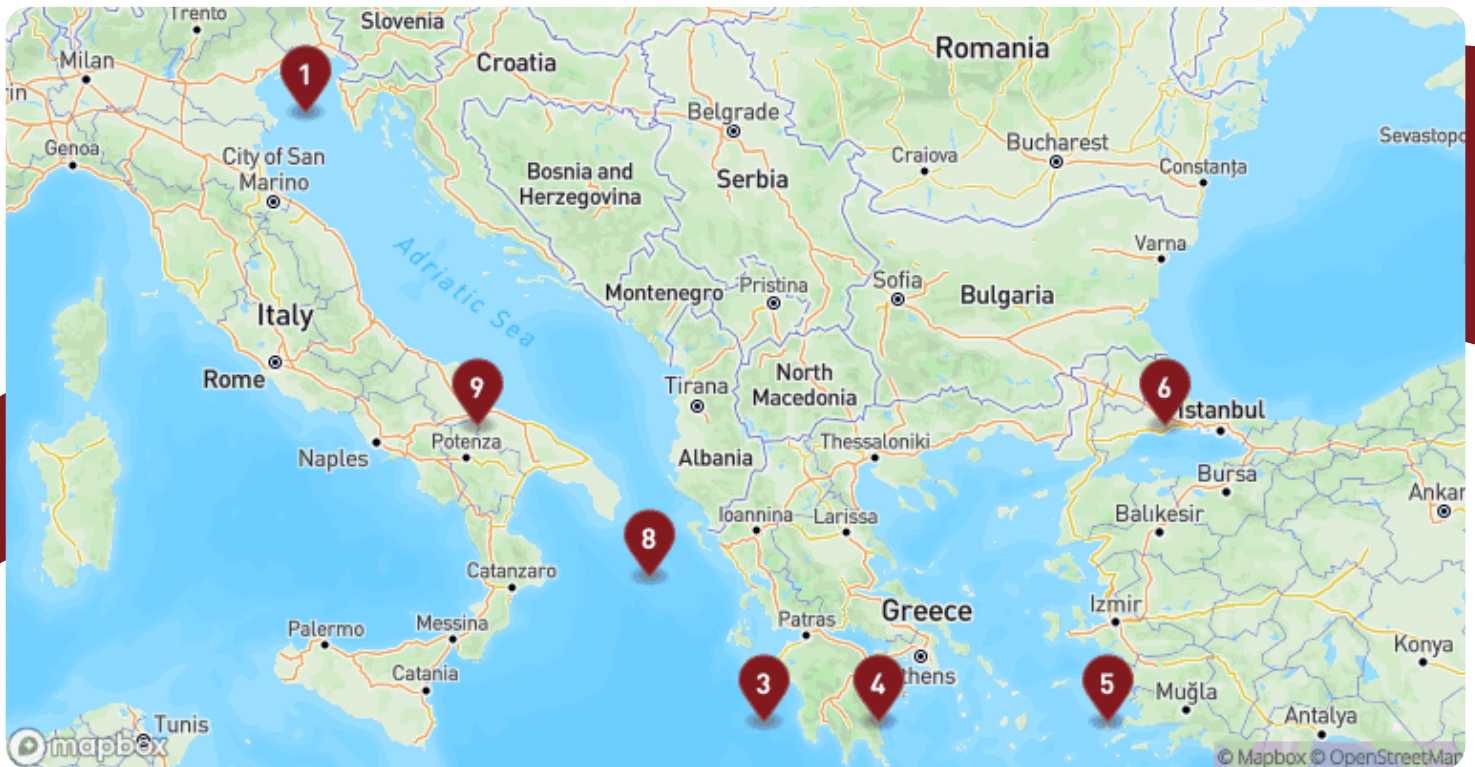 Trento
Slovenia
Romania
Milan
1
Croatia
rin
Belgrade
Sevastopo
Genoa
City of San
Marino
Bosnia and
Herzegovina
Serbia
Craiova
Bucharest
Constanța
Adriatic Sea
Varna
Montenegro
Pristina
Sofia
Bulgaria
Italy
Rome
9
Tirana
North
Macedonia
6
Istanbul
Naples
Potenza
Albania
Thessaloniki
Bursa
Ankar
8
Ioannina
Larissa
Balıkesir
Catanzaro
Palermo
Messina
Patras
Greece
Izmir
Konya
Catania
3
4
thens
5
Muğla
Tunis
Antalya
mapbox
© Mapbox © OpenStreetMap